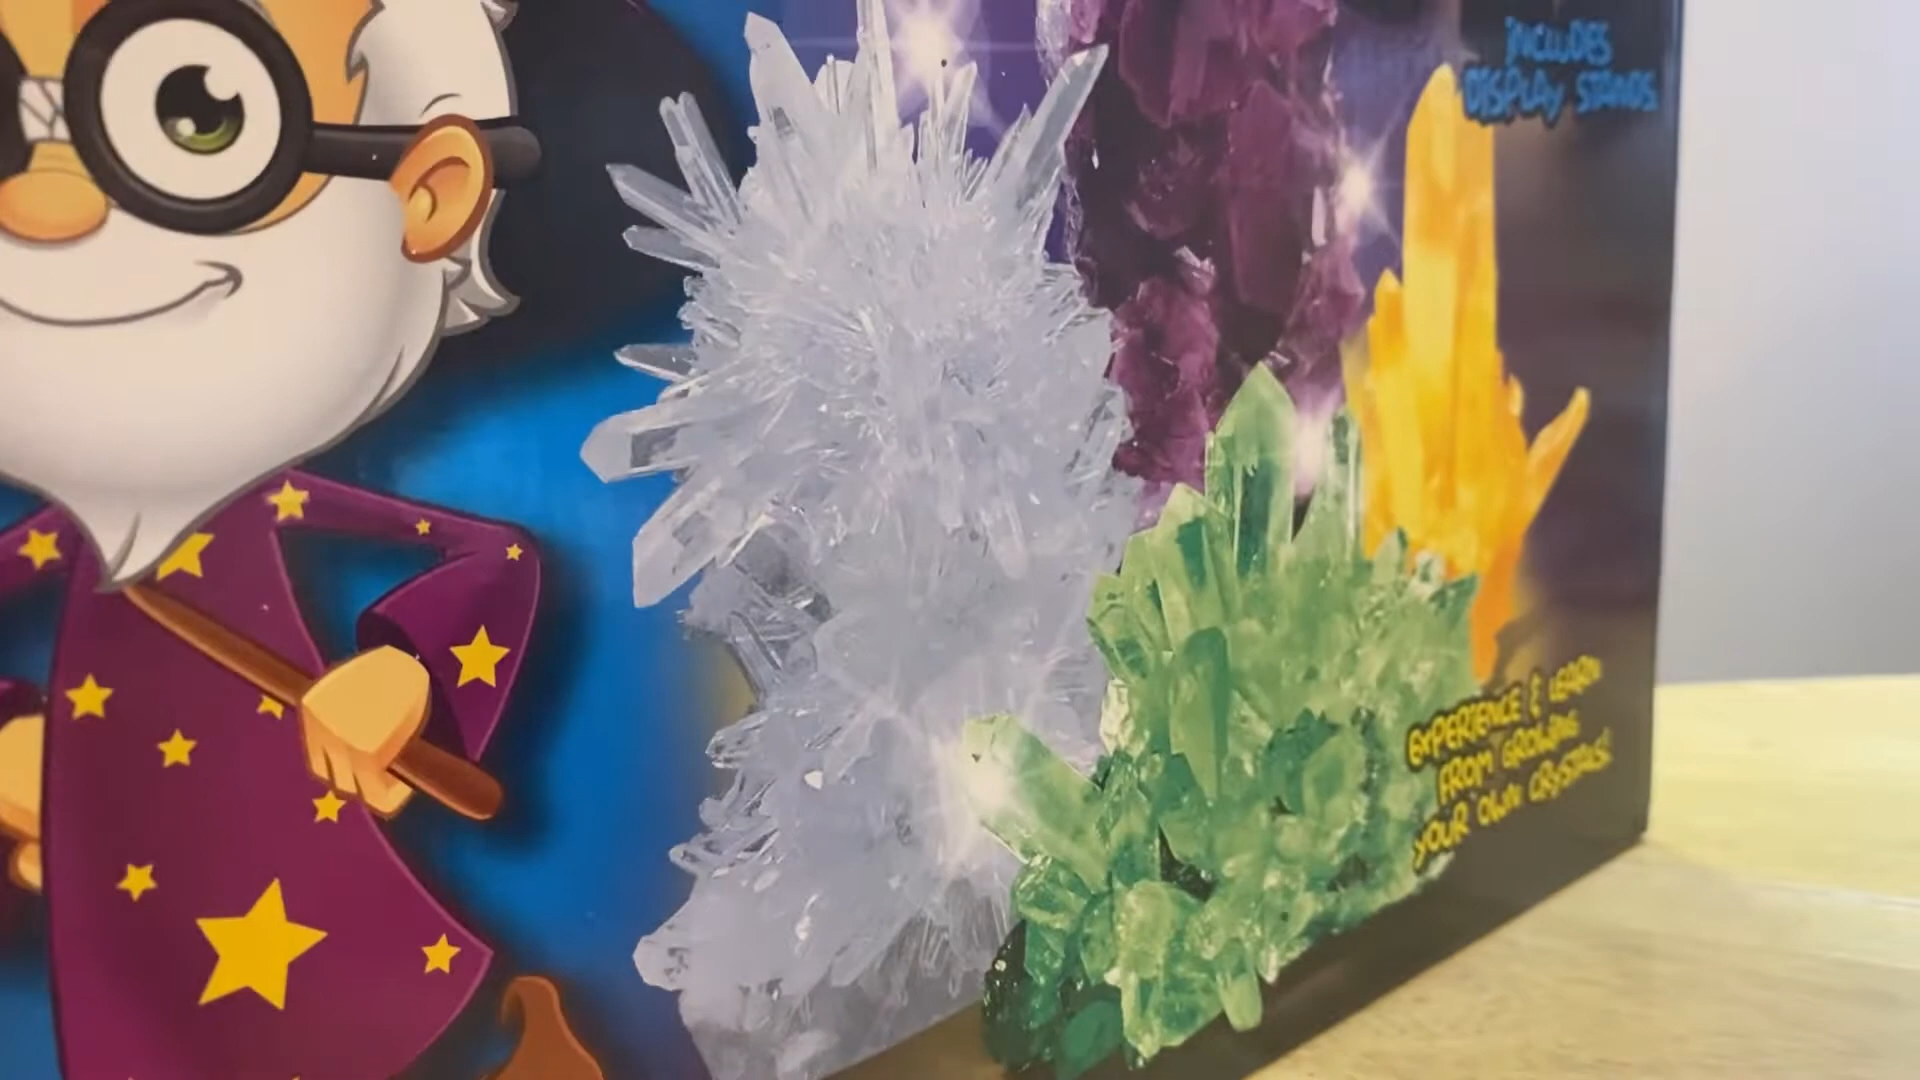 INCLUDES
DISPLAY STANDS
EXPERIENCE & LEARN
FROM GROWING
YOUR OWN CRYSTALS!